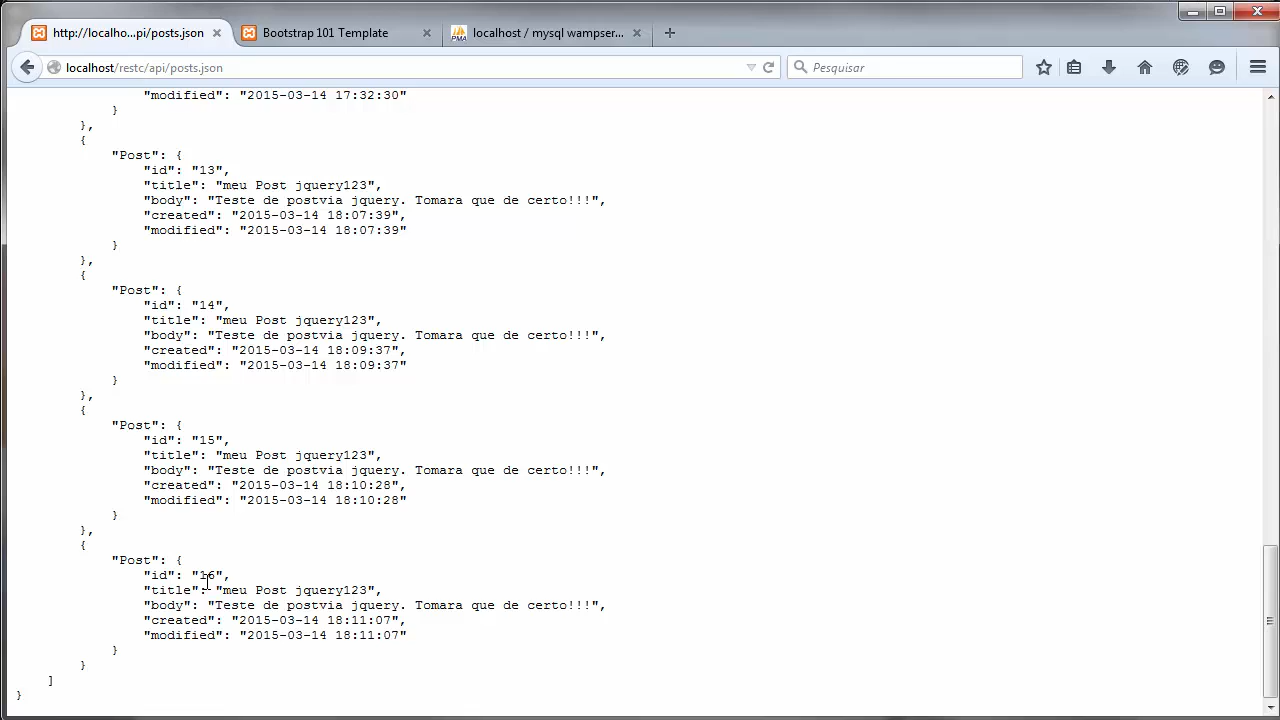 http://localho...pi/posts.json
Bootstrap 101 Template
localhost / mysql wampser...
localhost/restc/api/posts.json
Pesquisar
"modified": "2015-03-14 17:32:30"
}
},
{
"Post": {
"id": "13",
"title": "meu Post jquery123",
"body": "Teste de postvia jquery. Tomara que de certo!!!",
"created": "2015-03-14 18:07:39",
"modified": "2015-03-14 18:07:39"
}
},
{
"Post": {
"id": "14",
"title": "meu Post jquery123",
"body": "Teste de postvia jquery. Tomara que de certo!!!",
"created": "2015-03-14 18:09:37",
"modified": "2015-03-14 18:09:37"
}
},
{
"Post": {
"id": "15",
"title": "meu Post jquery123",
"body": "Teste de postvia jquery. Tomara que de certo!!!",
"created": "2015-03-14 18:10:28",
"modified": "2015-03-14 18:10:28"
}
},
{
"Post": {
"id": "16",
"title": "meu Post jquery123",
"body": "Teste de postvia jquery. Tomara que de certo!!!",
"created": "2015-03-14 18:11:07",
"modified": "2015-03-14 18:11:07"
}
}
]
}